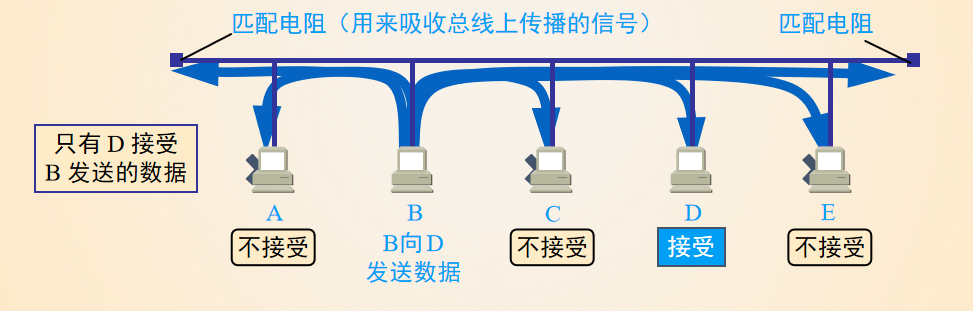 匹配电阻（用来吸收总线上传播的信号）
匹配电阻
只有 D 接受
B 发送的数据
A
B
C
D
E
不接受
B向 D
发送数据
不接受
接受
不接受